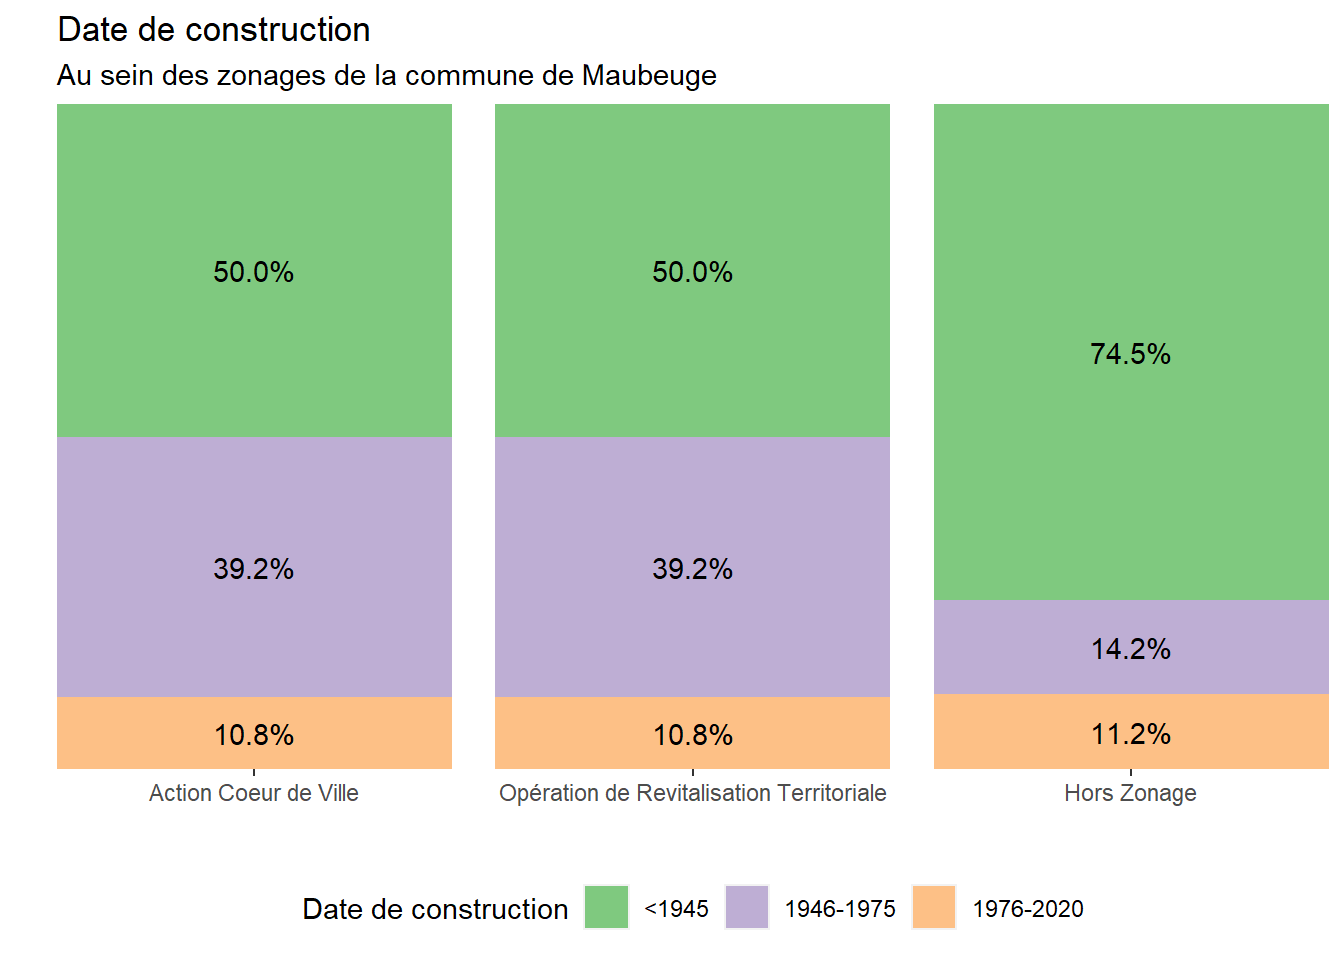 Date de construction
Au sein des zonages de la commune de Maubeuge
50.0% 50.0% 74.5%
39.2% 39.2% 14.2%
10.8% 10.8% 11.2%
Action Coeur de Ville Opération de Revitalisation Territoriale Hors Zonage
Date de construction <1945 1946-1975 1976-2020